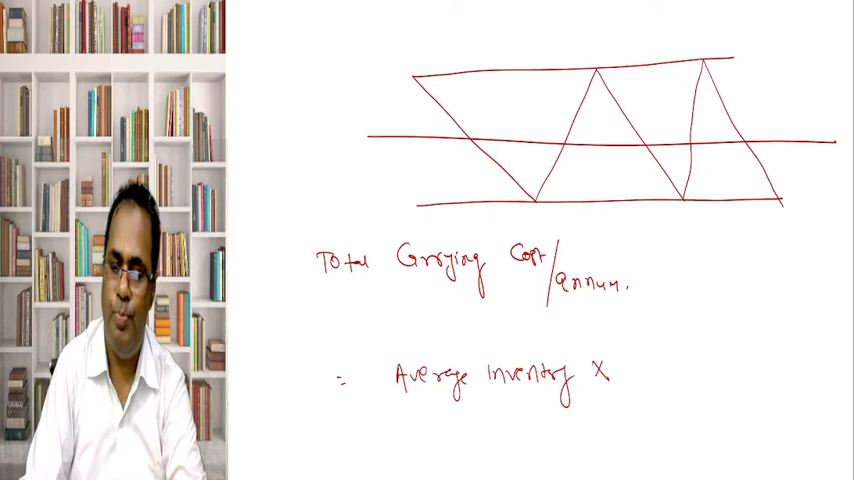 Total Carrying Cost/annum.
= Average Inventory X